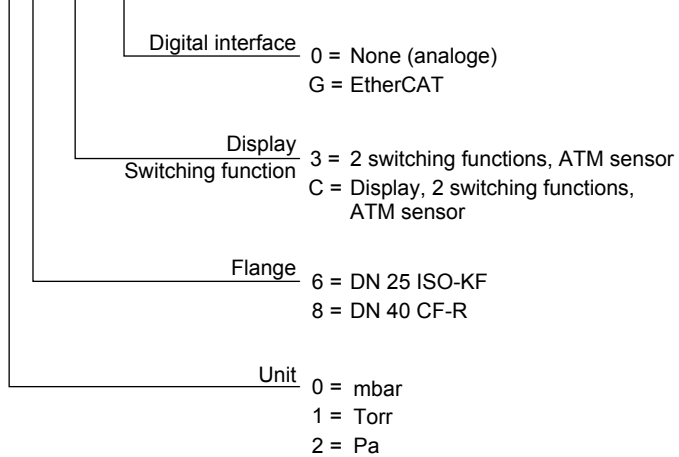 Digital interface 0 = None (analoge)
G = EtherCAT
Display
Switching function
3 = 2 switching functions, ATM sensor
C = Display, 2 switching functions,
ATM sensor
Flange 6 = DN 25 ISO-KF
8 = DN 40 CF-R
Unit 0 = mbar
1 = Torr
2 = Pa